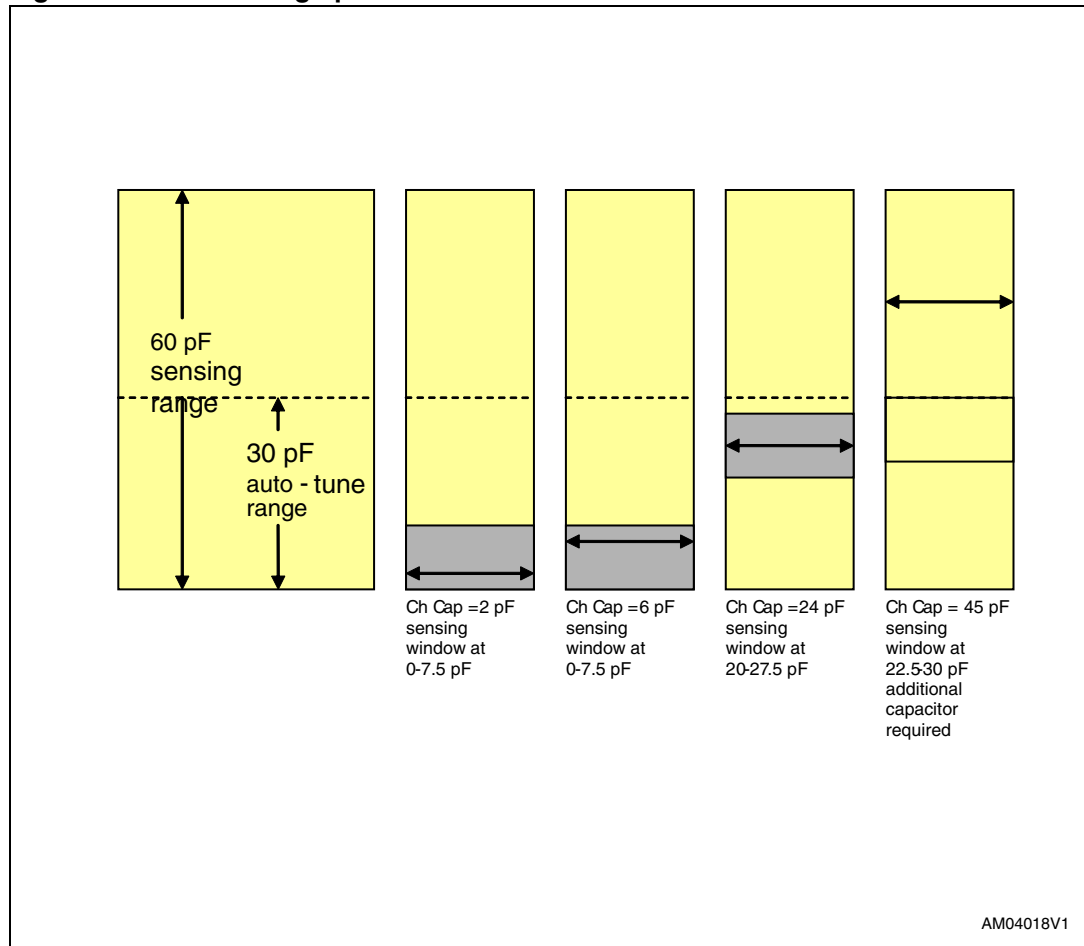 60 pF
sensing
range
30 pF
auto - tune
range
Ch Cap =2 pF
sensing
window at
0-7.5 pF
Ch Cap =6 pF
sensing
window at
0-7.5 pF
Ch Cap =24 pF
sensing
window at
20-27.5 pF
Ch Cap = 45 pF
sensing
window at
22.5-30 pF
additional
capacitor
required
AM04018V1